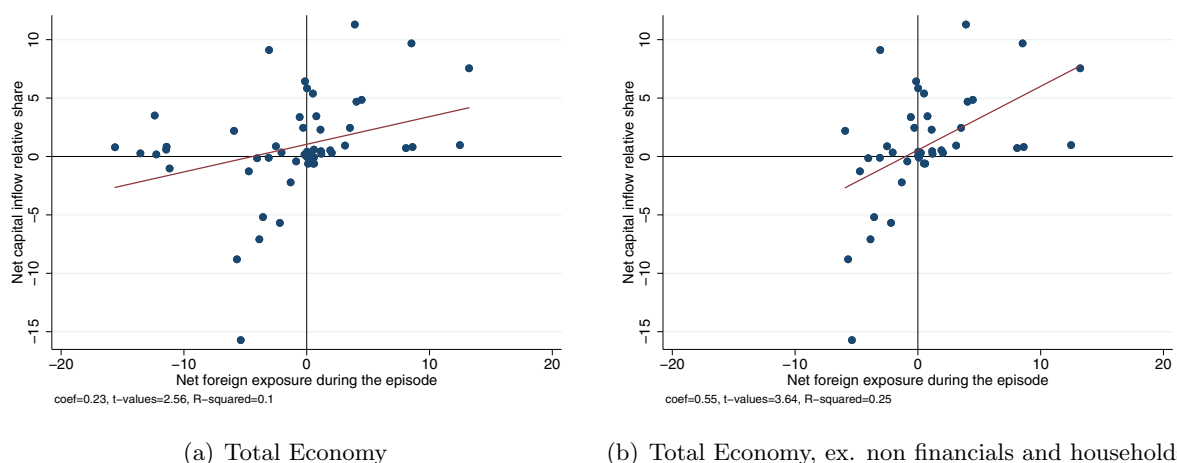 Net capital inflow relative share
10
5
0
−5
−10
−15
−20
−10
0
10
20
Net foreign exposure during the episode
coef=0.23, t−values=2.56, R−squared=0.1
(a) Total Economy
Net capital inflow relative share
10
5
0
−5
−10
−15
−20
−10
0
10
20
Net foreign exposure during the episode
coef=0.55, t−values=3.64, R−squared=0.25
(b) Total Economy, ex. non financials and household